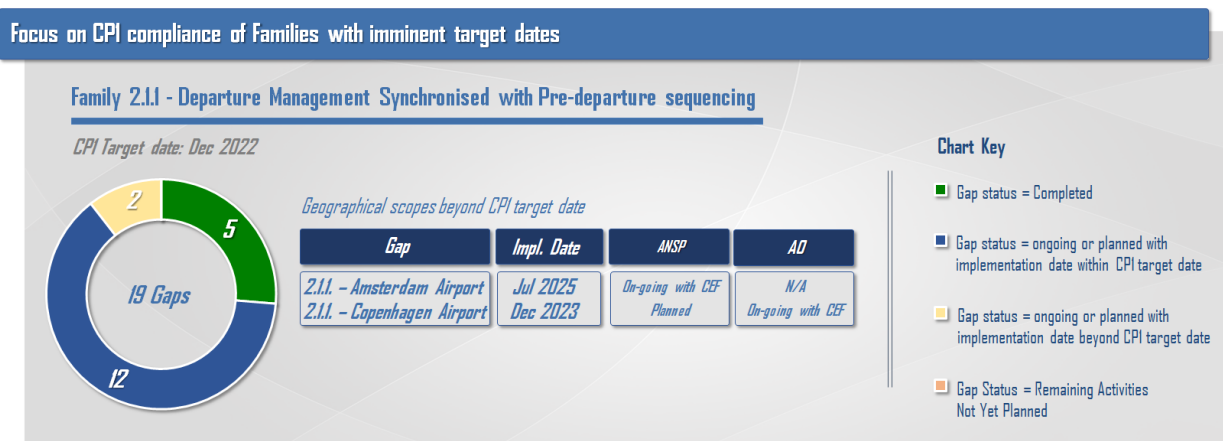 Focus on CP1 compliance of Families with imminent target dates
Family 2.1.1 - Departure Management Synchronised with Pre-departure sequencing
CP1 Target date: Dec 2022
2
5
19 Gaps
12
Geographical scopes beyond CP1 target date
Gap Impl. Date ANSP AO
2.1.1. – Amsterdam Airport Jul 2025 On-going with CEF N/A
2.1.1. – Copenhagen Airport Dec 2023 Planned On-going with CEF
Chart Key
Gap status = Completed
Gap status = ongoing or planned with
implementation date within CP1 target date
Gap status = ongoing or planned with
implementation date beyond CP1 target date
Gap Status = Remaining Activities
Not Yet Planned